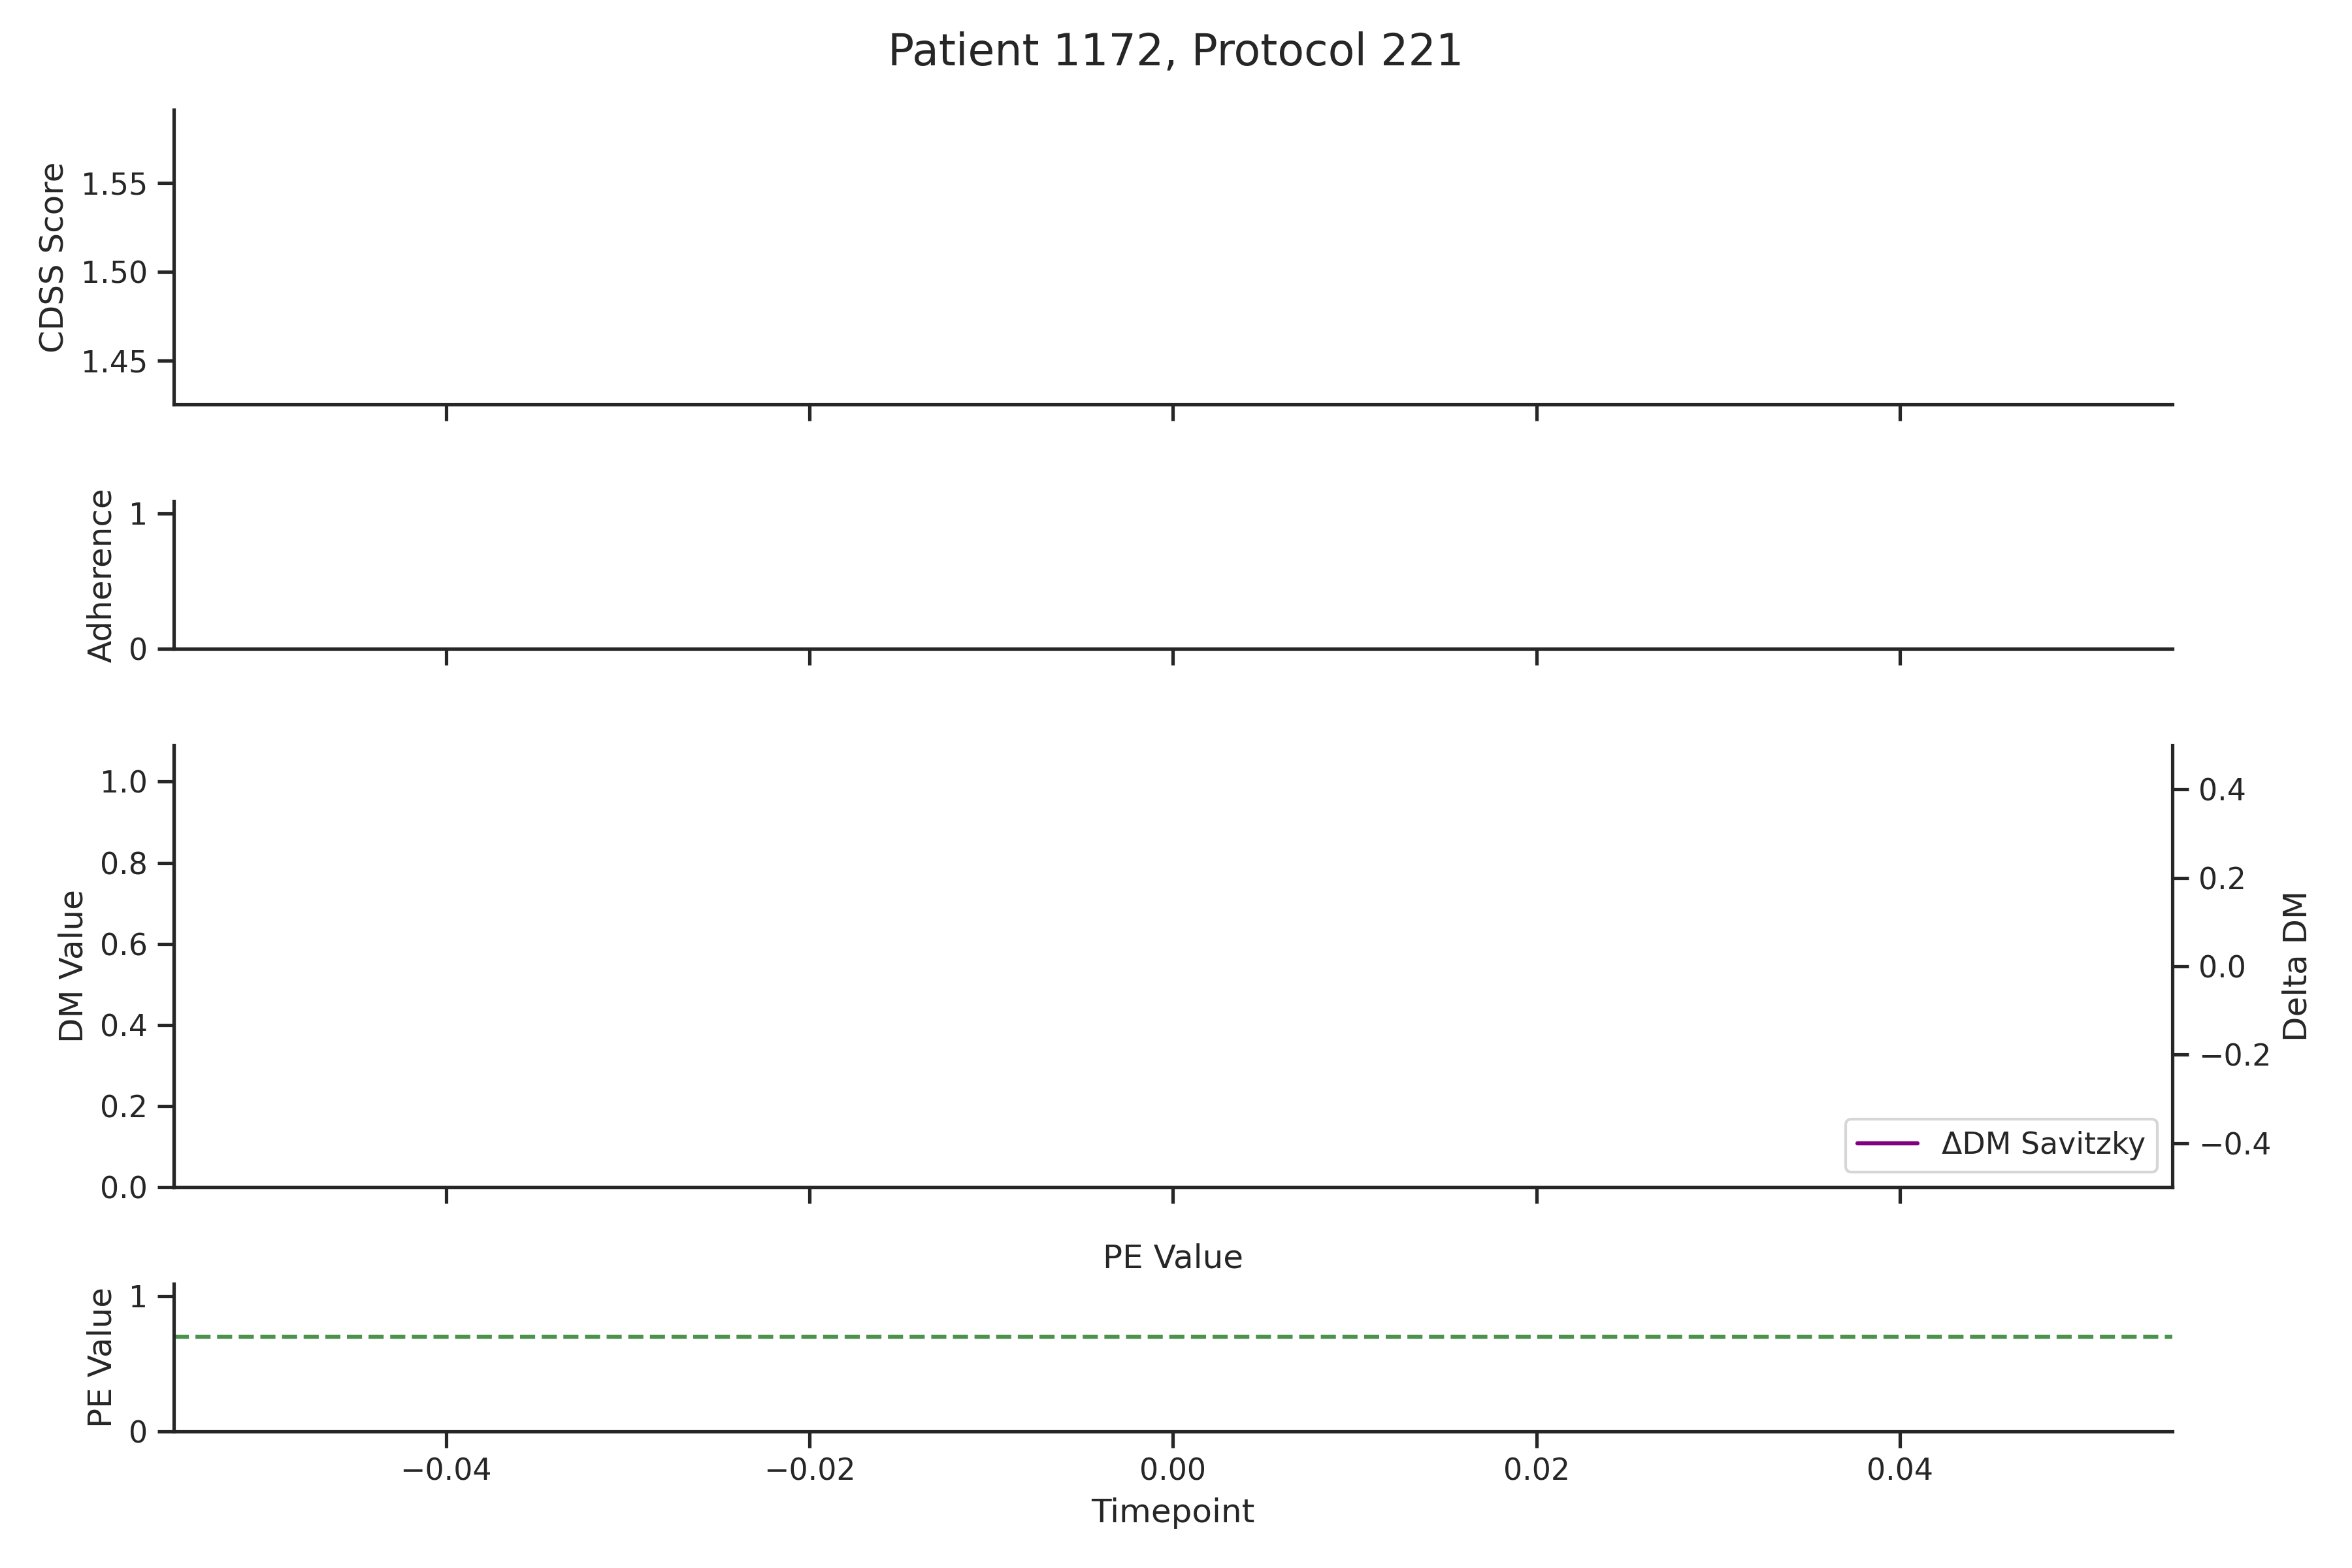 Patient 1172, Protocol 221
CDSS Score
1.55
1.50
1.45
Adherence
1
0
DM Value
1.0
0.8
0.6
0.4
0.2
0.0
Delta DM
0.4
0.2
0.0
−0.2
−0.4
ΔDM Savitzky
PE Value
PE Value
1
0
−0.04 −0.02 0.00 0.02 0.04
Timepoint